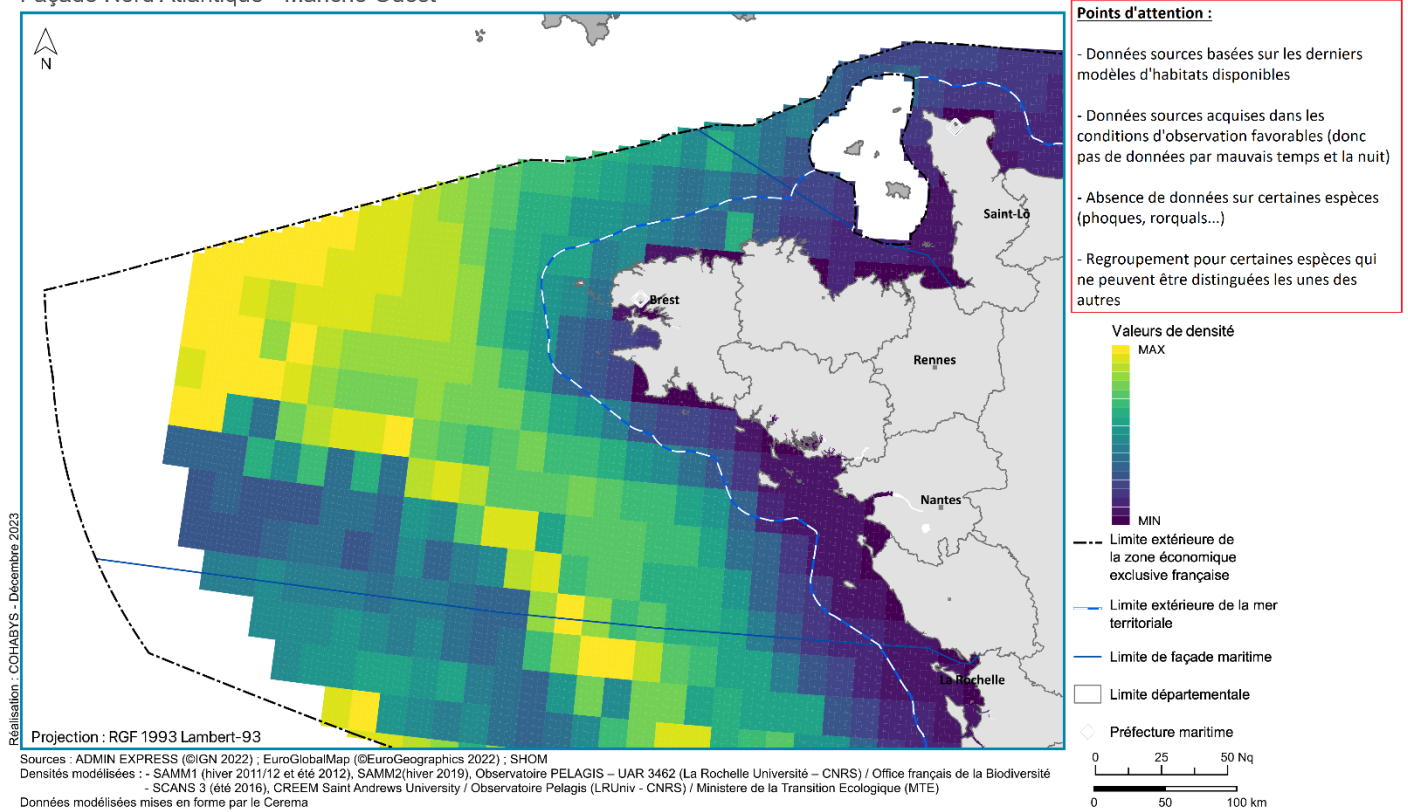 Façade Nord Atlantique - Manche Ouest
N
Saint-Lô
Brest
Rennes
Nantes
La Rochelle
Projection : RGF 1993 Lambert-93
Réalisation : COHABYS - Décembre 2023
Points d'attention :
- Données sources basées sur les derniers
modèles d'habitats disponibles
- Données sources acquises dans les
conditions d'observation favorables (donc
pas de données par mauvais temps et la nuit)
- Absence de données sur certaines espèces
(phoques, rorquals...)
- Regroupement pour certaines espèces qui
ne peuvent être distinguées les unes des
autres
Valeurs de densité
MAX
MIN
Limite extérieure de
la zone économique
exclusive française
Limite extérieure de la mer
territoriale
Limite de façade maritime
Limite départementale
Préfecture maritime
0 25 50 Nq
0 50 100 km
Sources : ADMIN EXPRESS (©IGN 2022) ; EuroGlobalMap (©EuroGeographics 2022) ; SHOM
Densités modélisées : - SAMM1 (hiver 2011/12 et été 2012), SAMM2(hiver 2019), Observatoire PELAGIS – UAR 3462 (La Rochelle Université – CNRS) / Office français de la Biodiversité
- SCANS 3 (été 2016), CREEM Saint Andrews University / Observatoire Pelagis (LRUniv - CNRS) / Ministere de la Transition Ecologique (MTE)
Données modélisées mises en forme par le Cerema